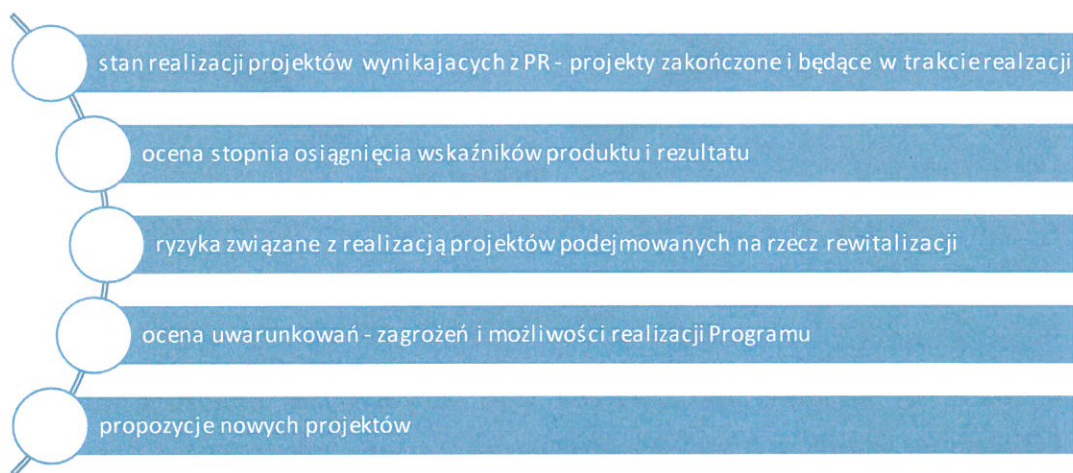 stan realizacji projektów wynikajacych z PR - projekty zakończone i będące w trakcie realzacji
ocena stopnia osiągnięcia wskaźników produktu i rezultatu
ryzyka związane z realizacją projektów podejmowanych na rzecz rewitalizacji
ocena uwarunkowań - zagrożeń i możliwości realizacji Programu
propozycje nowych projektów